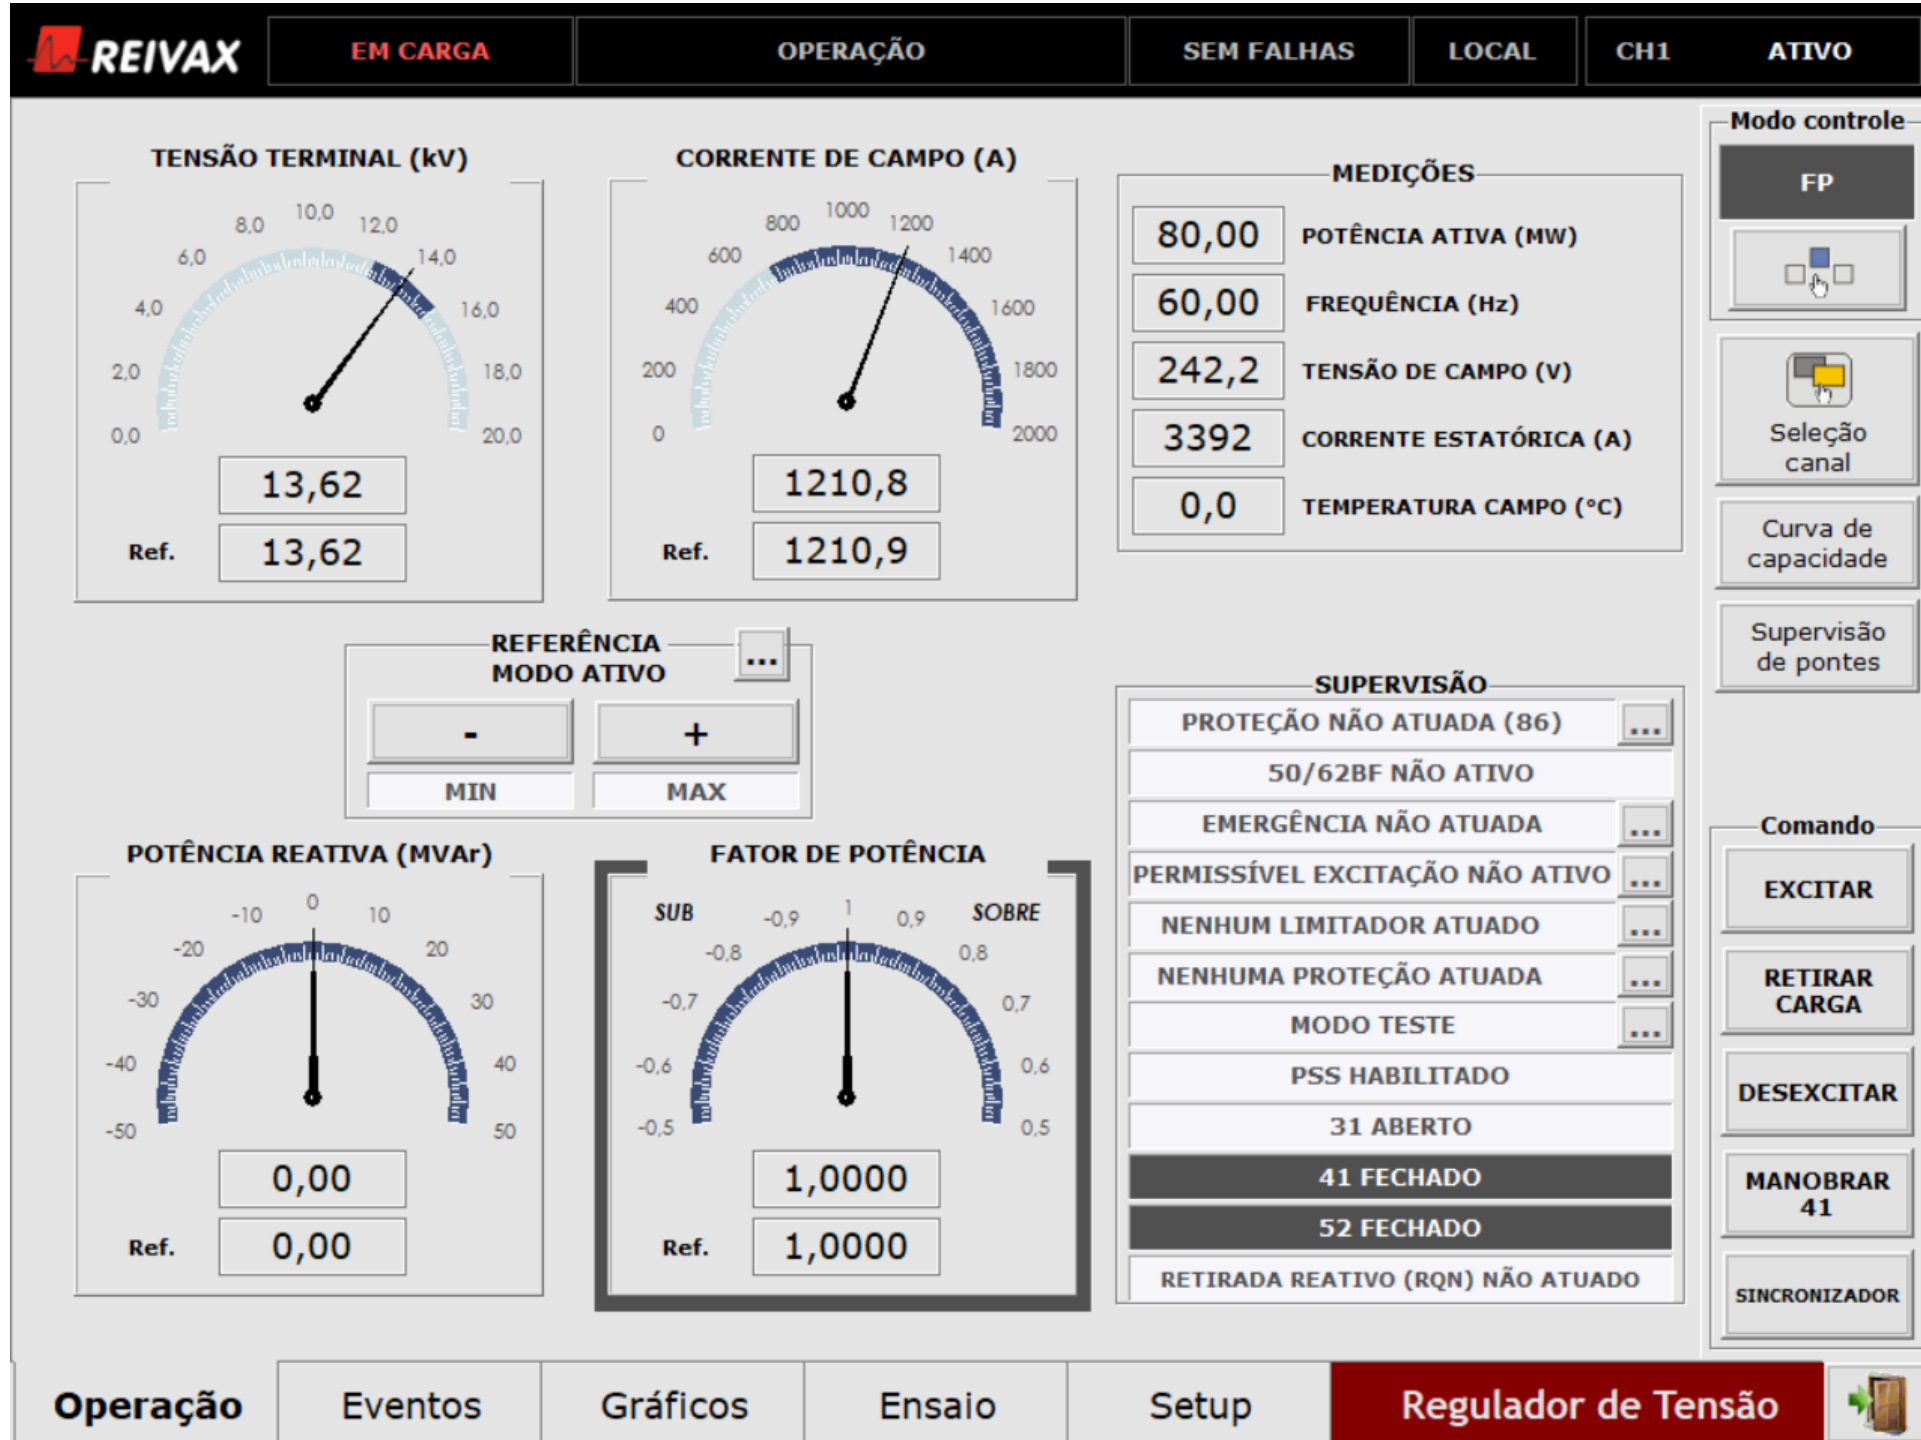 REIVAX
EM CARGA
OPERAÇÃO
SEM FALHAS
LOCAL
CH1
ATIVO
TENSÃO TERMINAL (kV)
0,0
2,0
4,0
6,0
8,0
10,0
12,0
14,0
16,0
18,0
20,0
13,62
Ref. 13,62
CORRENTE DE CAMPO (A)
0
200
400
600
800
1000
1200
1400
1600
1800
2000
1210,8
Ref. 1210,9
MEDIÇÕES
80,00 POTÊNCIA ATIVA (MW)
60,00 FREQUÊNCIA (Hz)
242,2 TENSÃO DE CAMPO (V)
3392 CORRENTE ESTATÓRICA (A)
0,0 TEMPERATURA CAMPO (°C)
Modo controle
FP
Seleção
canal
Curva de
capacidade
Supervisão
de pontes
REFERÊNCIA
MODO ATIVO
...
- +
MIN MAX
POTÊNCIA REATIVA (MVAr)
-50
-40
-30
-20
-10
0
10
20
30
40
50
0,00
Ref. 0,00
FATOR DE POTÊNCIA
SUB
SOBRE
-0,5
-0,6
-0,7
-0,8
-0,9
1
0,9
0,8
0,7
0,6
0,5
1,0000
Ref. 1,0000
SUPERVISÃO
PROTEÇÃO NÃO ATUADA (86) ...
50/62BF NÃO ATIVO
EMERGÊNCIA NÃO ATUADA ...
PERMISSÍVEL EXCITAÇÃO NÃO ATIVO ...
NENHUM LIMITADOR ATUADO ...
NENHUMA PROTEÇÃO ATUADA ...
MODO TESTE ...
PSS HABILITADO
31 ABERTO
41 FECHADO
52 FECHADO
RETIRADA REATIVO (RQN) NÃO ATUADO
Comando
EXCITAR
RETIRAR
CARGA
DESEXCITAR
MANOBRAR
41
SINCRONIZADOR
Operação
Eventos
Gráficos
Ensaio
Setup
Regulador de Tensão